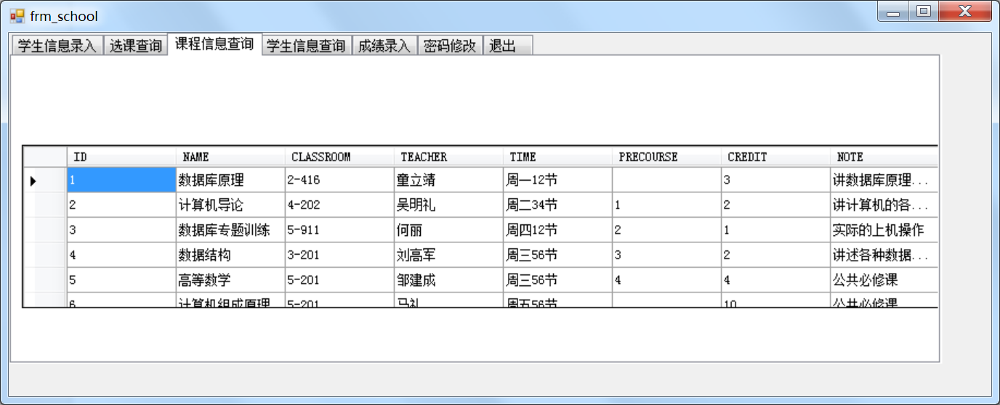 frm_school
学生信息录入 选课查询 课程信息查询 学生信息查询 成绩录入 密码修改 退出
ID NAME CLASSROOM TEACHER TIME PRECOURSE CREDIT NOTE
1 数据库原理 2-416 童立靖 周一12节 3 讲数据库原理...
2 计算机导论 4-202 吴明礼 周二34节 1 2 讲计算机的各...
3 数据库专题训练 5-911 何丽 周四12节 2 1 实际的上机操作
4 数据结构 3-201 刘高军 周三56节 3 2 讲述各种数据...
5 高等数学 5-201 邹建成 周三56节 4 4 公共必修课
6 计算机组成原理 5-201 马礼 周五56节 10 公共必修课